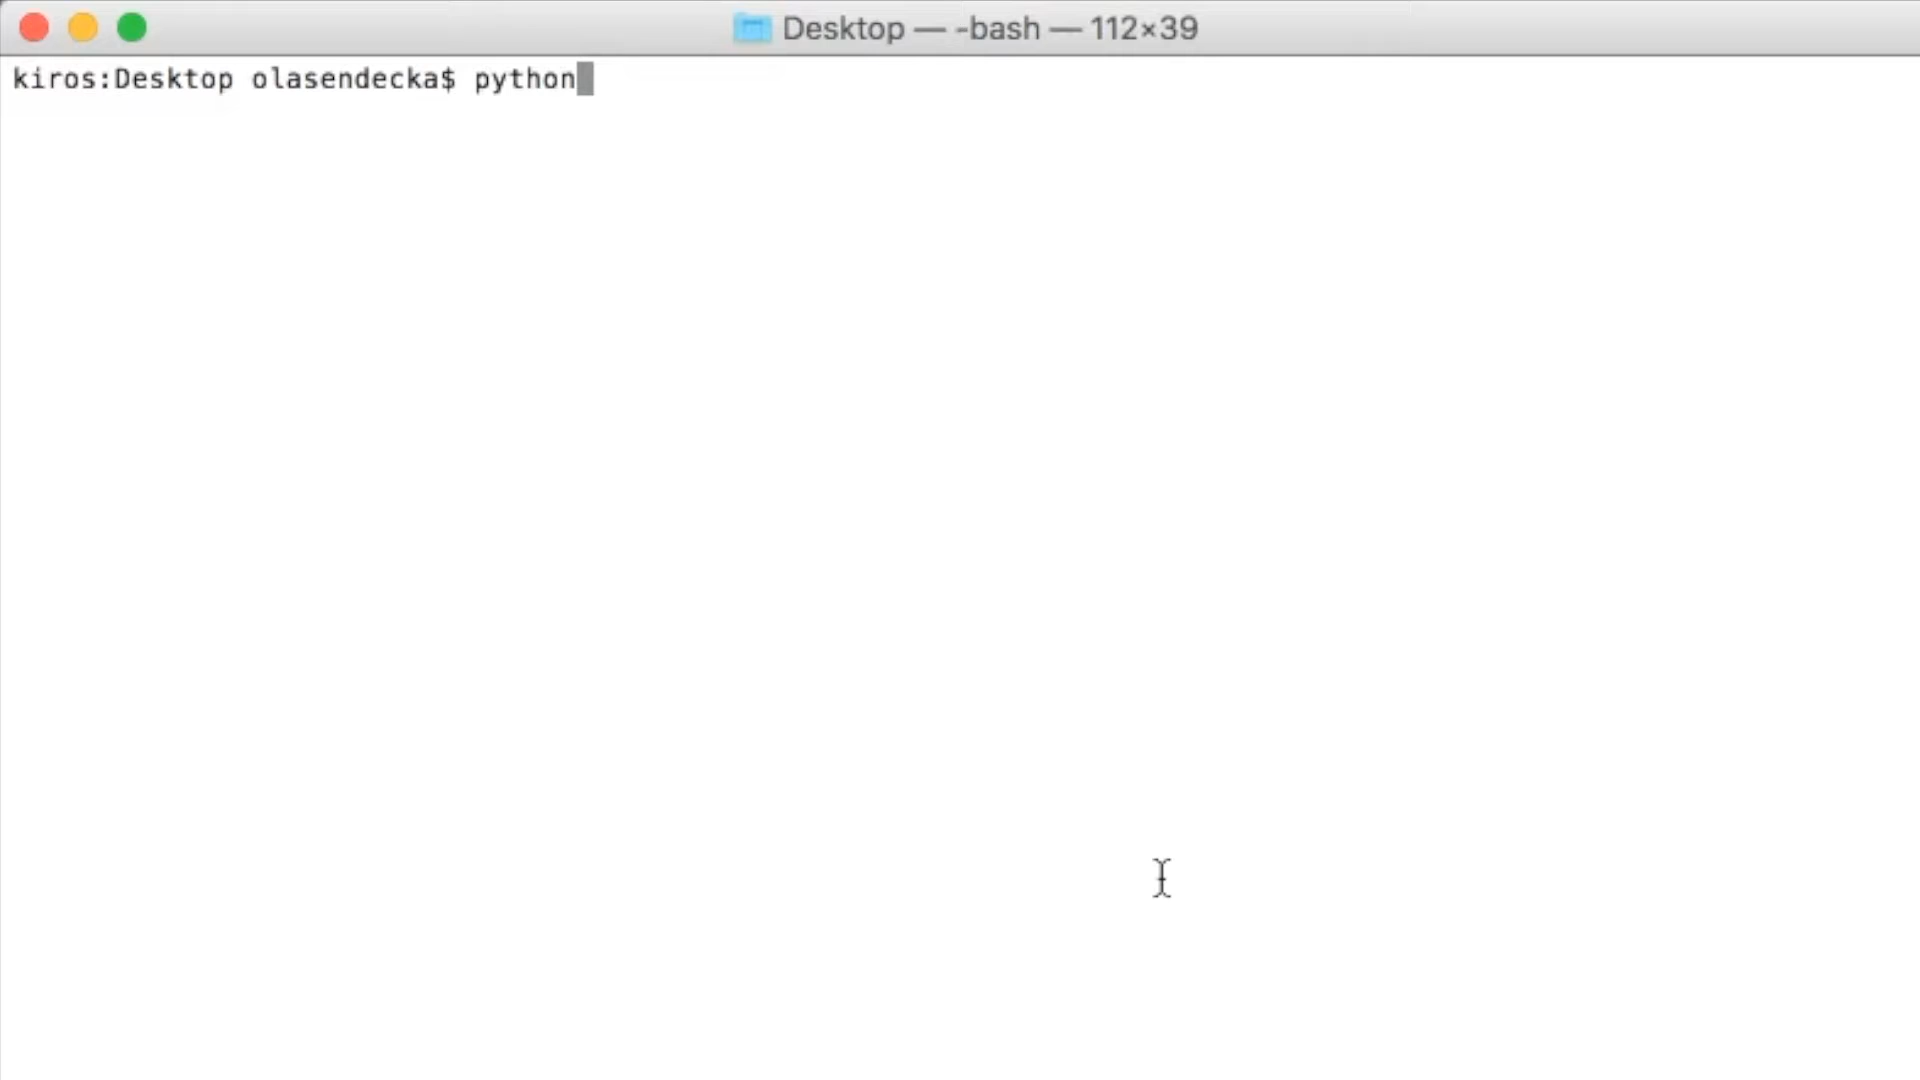 Desktop — -bash — 112×39
kiros:Desktop olasendecka$ python